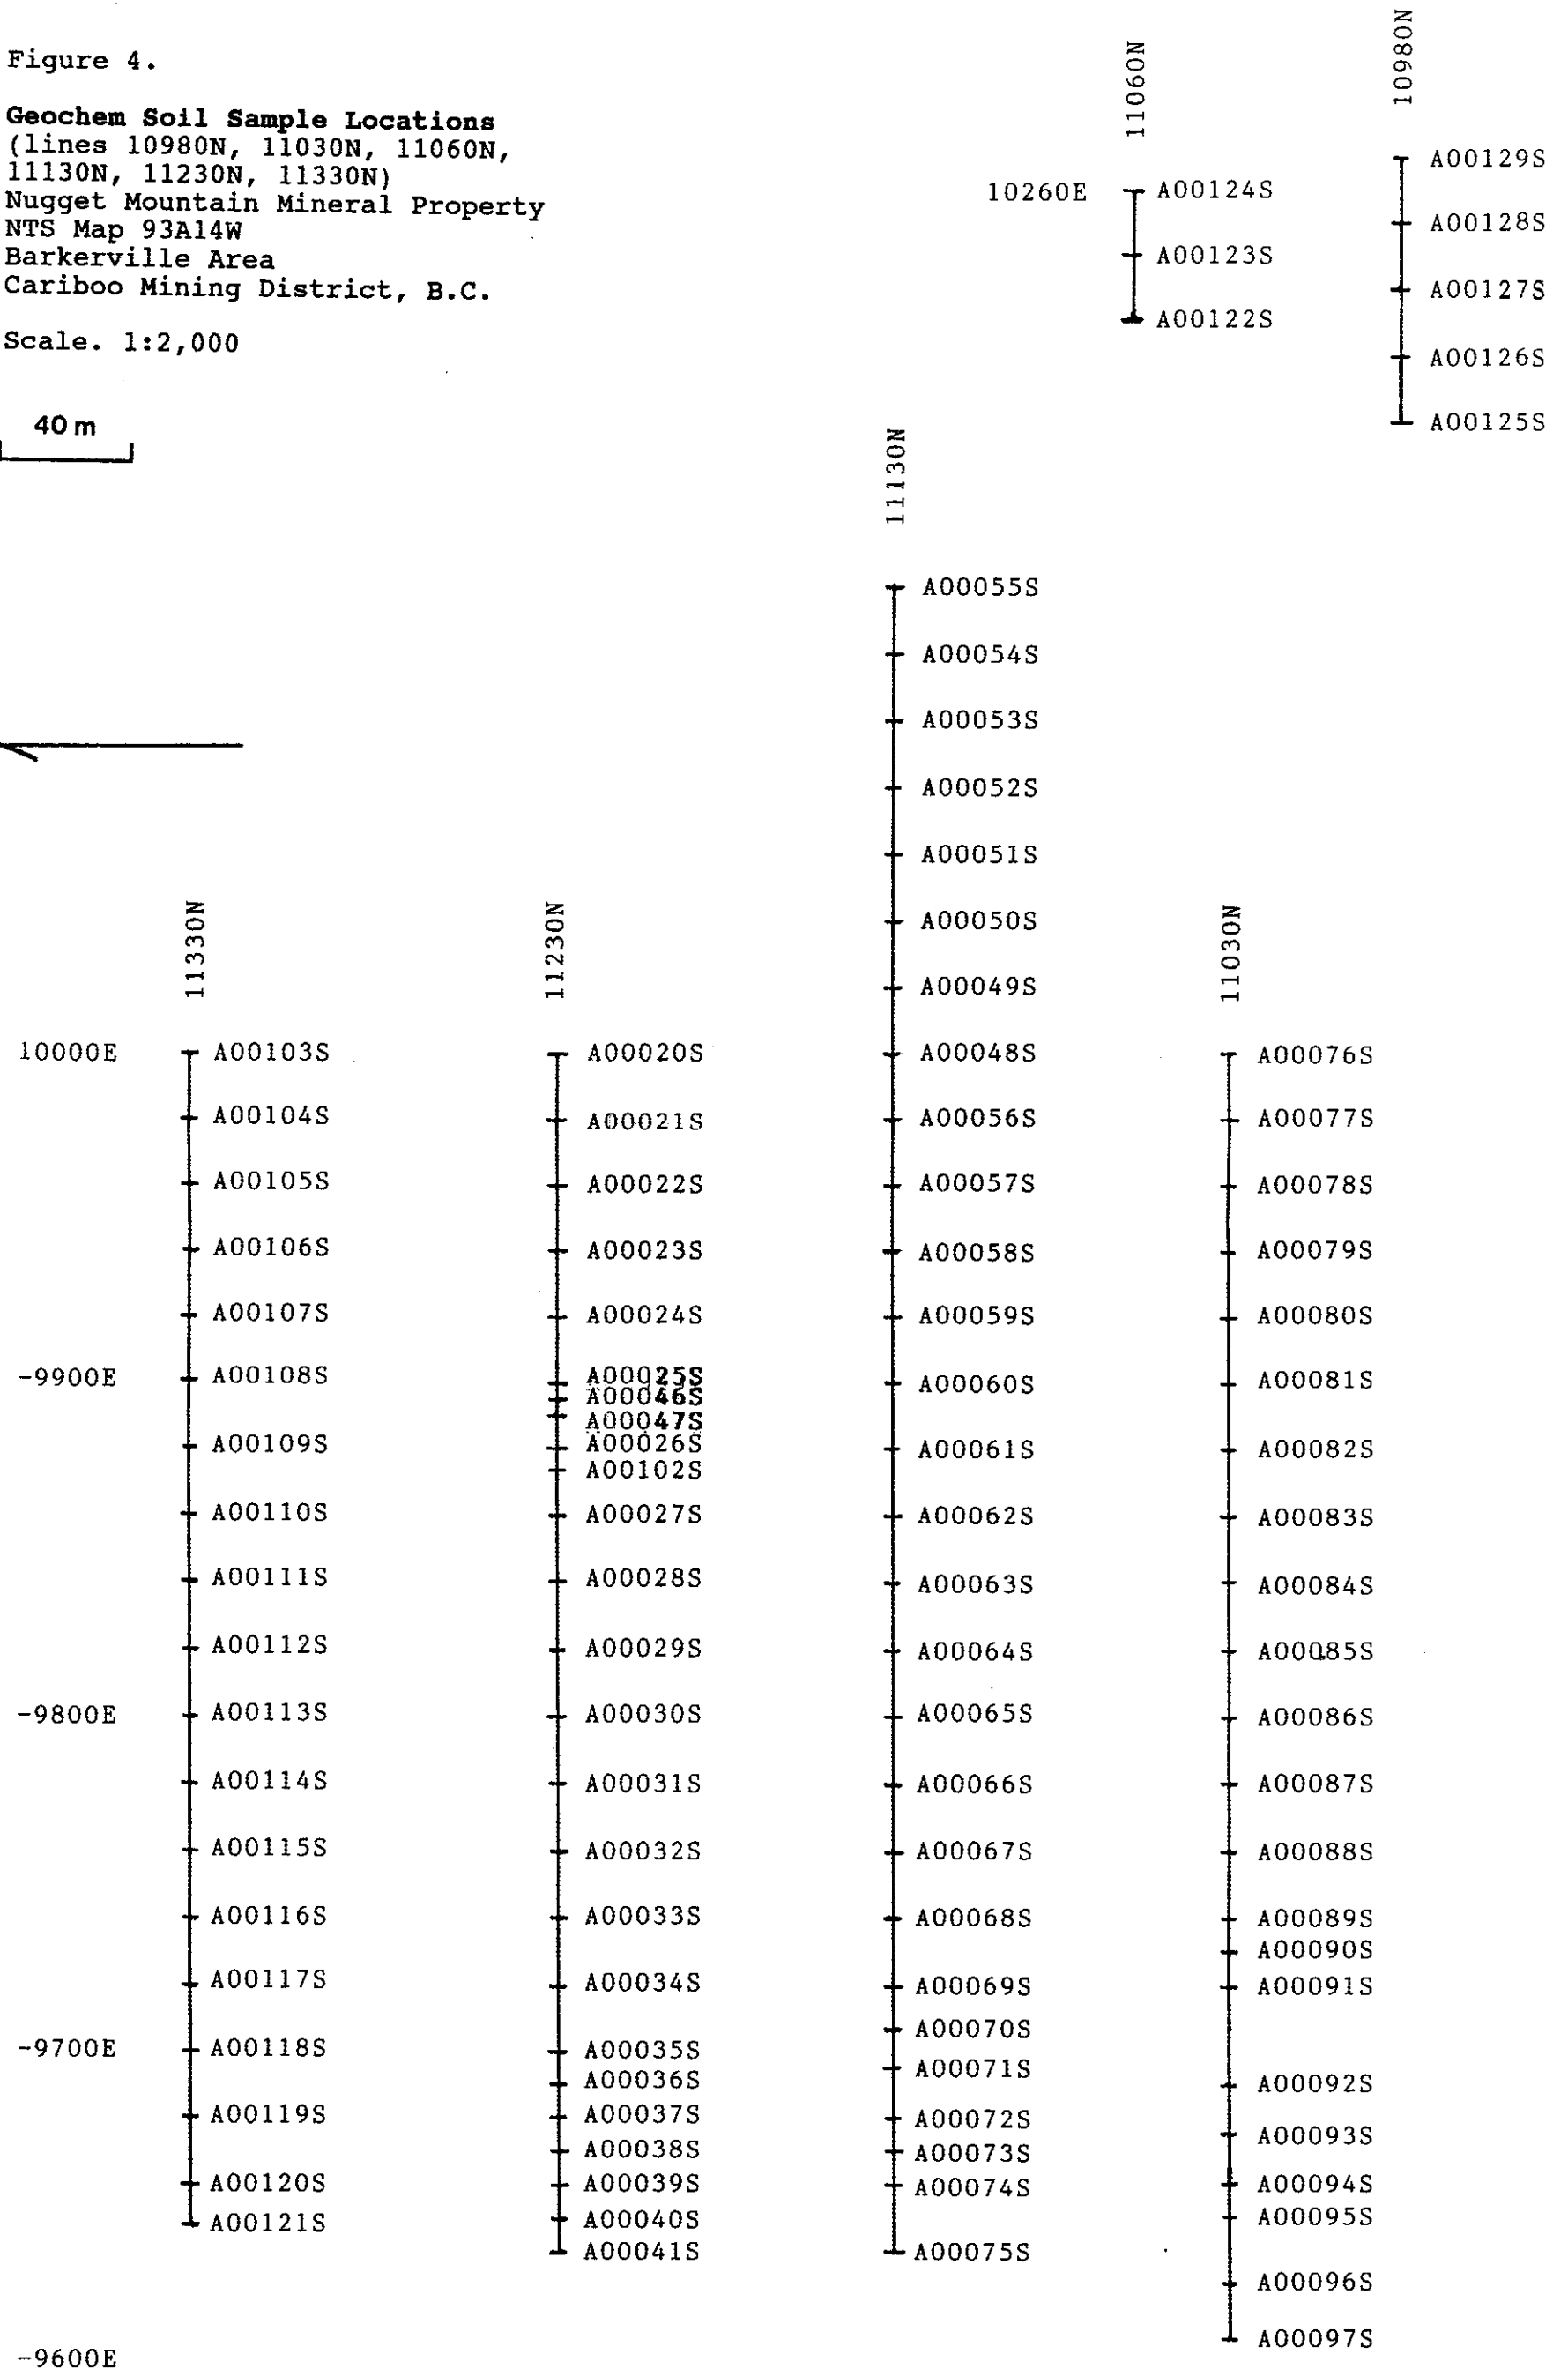 Figure 4.
Geochem Soil Sample Locations
(lines 10980N, 11030N, 11060N,
11130N, 11230N, 11330N)
Nugget Mountain Mineral Property
NTS Map 93A14W
Barkerville Area
Cariboo Mining District, B.C.
Scale. 1:2,000
40 m
11060N
10260E
A00124S
A00123S
A00122S
10980N
A00129S
A00128S
A00127S
A00126S
A00125S
11130N
A00055S
A00054S
A00053S
A00052S
A00051S
A00050S
A00049S
A00048S
A00056S
A00057S
A00058S
A00059S
A00060S
A00061S
A00062S
A00063S
A00064S
A00065S
A00066S
A00067S
A00068S
A00069S
A00070S
A00071S
A00072S
A00073S
A00074S
A00075S
10000E
-9900E
-9800E
-9700E
-9600E
11330N
A00103S
A00104S
A00105S
A00106S
A00107S
A00108S
A00109S
A00110S
A00111S
A00112S
A00113S
A00114S
A00115S
A00116S
A00117S
A00118S
A00119S
A00120S
A00121S
11230N
A00020S
A00021S
A00022S
A00023S
A00024S
A00025S
A00046S
A00047S
A00026S
A00102S
A00027S
A00028S
A00029S
A00030S
A00031S
A00032S
A00033S
A00034S
A00035S
A00036S
A00037S
A00038S
A00039S
A00040S
A00041S
11030N
A00076S
A00077S
A00078S
A00079S
A00080S
A00081S
A00082S
A00083S
A00084S
A00085S
A00086S
A00087S
A00088S
A00089S
A00090S
A00091S
A00092S
A00093S
A00094S
A00095S
A00096S
A00097S